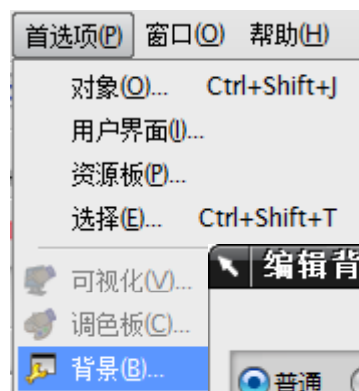 首选项(P) 窗口(O) 帮助(H)
对象(O)... Ctrl+Shift+J
用户界面(I)...
资源板(P)...
选择(E)... Ctrl+Shift+T
编辑背
可视化(V)...
调色板(C)...
背景(B)...
普通